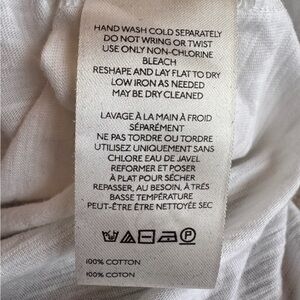 HAND WASH COLD SEPARATELY
DO NOT WRING OR TWIST
USE ONLY NON-CHLORINE
BLEACH
RESHAPE AND LAY FLAT TO DRY
LOW IRON AS NEEDED
MAY BE DRY CLEANED
LAVAGE À LA MAIN À FROID
SÉPARÉMENT
NE PAS TORDRE OU TORDRE
UTILISEZ UNIQUEMENT SANS
CHLORE EAU DE JAVEL
REFORMER ET POSER
À PLAT POUR SÉCHER
REPASSER, AU BESOIN, À TRÉS
BASSE TEMPÉRATURE
PEUT-ÊTRE ÊTRE NETTOYÉE SEC
P
100% COTTON
100% COTON